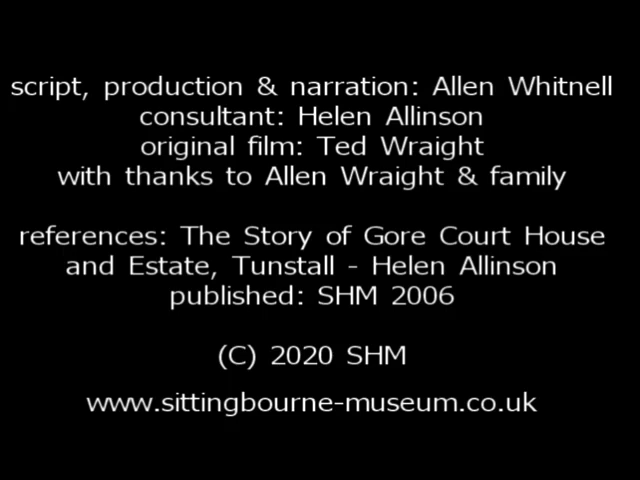 script, production & narration: Allen Whitnell
consultant: Helen Allinson
original film: Ted Wraight
with thanks to Allen Wraight & family
references: The Story of Gore Court House
and Estate, Tunstall - Helen Allinson
published: SHM 2006
(C) 2020 SHM
www.sittingbourne-museum.co.uk